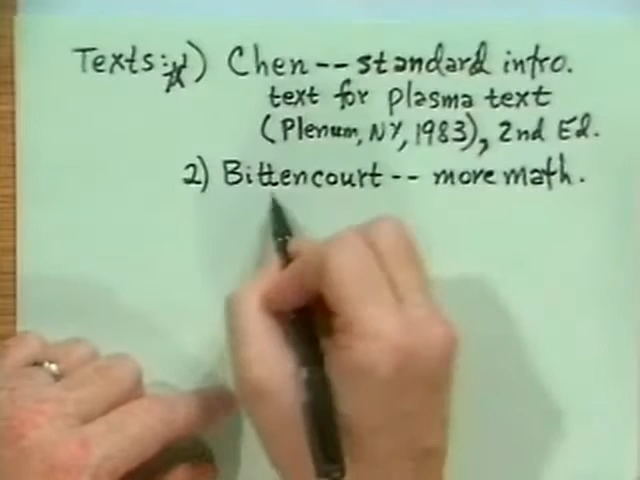 Texts: 1) Chen -- standard intro.
text for plasma text
(Plenum, NY, 1983), 2nd Ed.
2) Bittencourt -- more math.